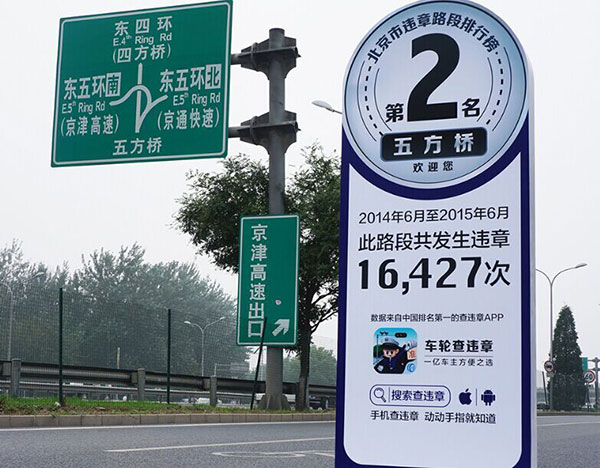 东四环
E.4th Ring Rd
(四方桥)
东五环南
E.5th Ring Rd
(京津高速)
东五环北
E.5th Ring Rd
(京通快速)
五方桥
京津高速出口
北京市违章路段排行榜
第2名
五方桥
欢迎您
2014年6月至2015年6月
此路段共发生违章
16,427次
数据来自中国排名第一的查违章APP
车轮查违章
一亿车主方便之选
搜索查违章
手机查违章 动动手指就知道